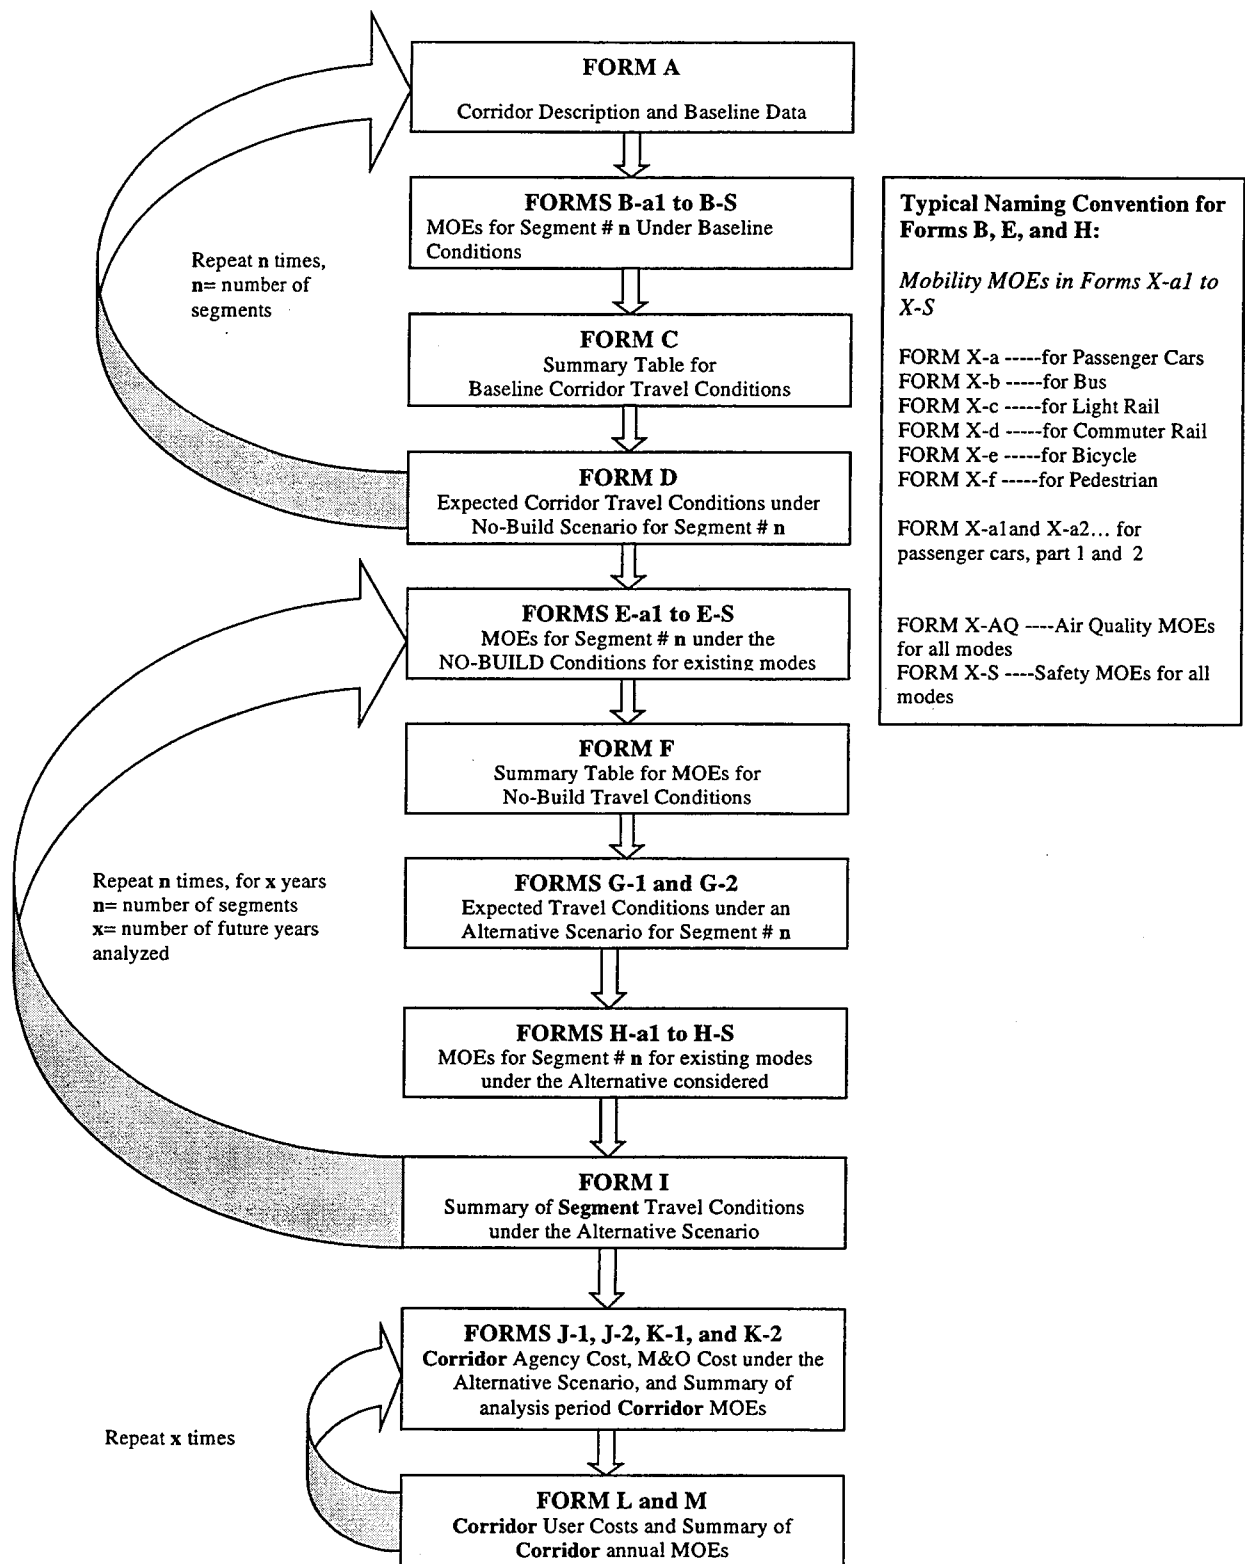 FORM A
Corridor Description and Baseline Data
FORMS B-a1 to B-S
MOEs for Segment # n Under Baseline
Conditions
Repeat n times,
n= number of
segments
FORM C
Summary Table for
Baseline Corridor Travel Conditions
FORM D
Expected Corridor Travel Conditions under
No-Build Scenario for Segment # n
Typical Naming Convention for
Forms B, E, and H:
Mobility MOEs in Forms X-a1 to
X-S
FORM X-a -----for Passenger Cars
FORM X-b -----for Bus
FORM X-c -----for Light Rail
FORM X-d -----for Commuter Rail
FORM X-e -----for Bicycle
FORM X-f -----for Pedestrian
FORM X-a1and X-a2... for
passenger cars, part 1 and 2
FORM X-AQ ----Air Quality MOEs
for all modes
FORM X-S ----Safety MOEs for all
modes
FORMS E-a1 to E-S
MOEs for Segment # n under the
NO-BUILD Conditions for existing modes
FORM F
Summary Table for MOEs for
No-Build Travel Conditions
Repeat n times, for x years
n= number of segments
x= number of future years
analyzed
FORMS G-1 and G-2
Expected Travel Conditions under an
Alternative Scenario for Segment # n
FORMS H-a1 to H-S
MOEs for Segment # n for existing modes
under the Alternative considered
FORM I
Summary of Segment Travel Conditions
under the Alternative Scenario
FORMS J-1, J-2, K-1, and K-2
Corridor Agency Cost, M&O Cost under the
Alternative Scenario, and Summary of
analysis period Corridor MOEs
Repeat x times
FORM L and M
Corridor User Costs and Summary of
Corridor annual MOEs